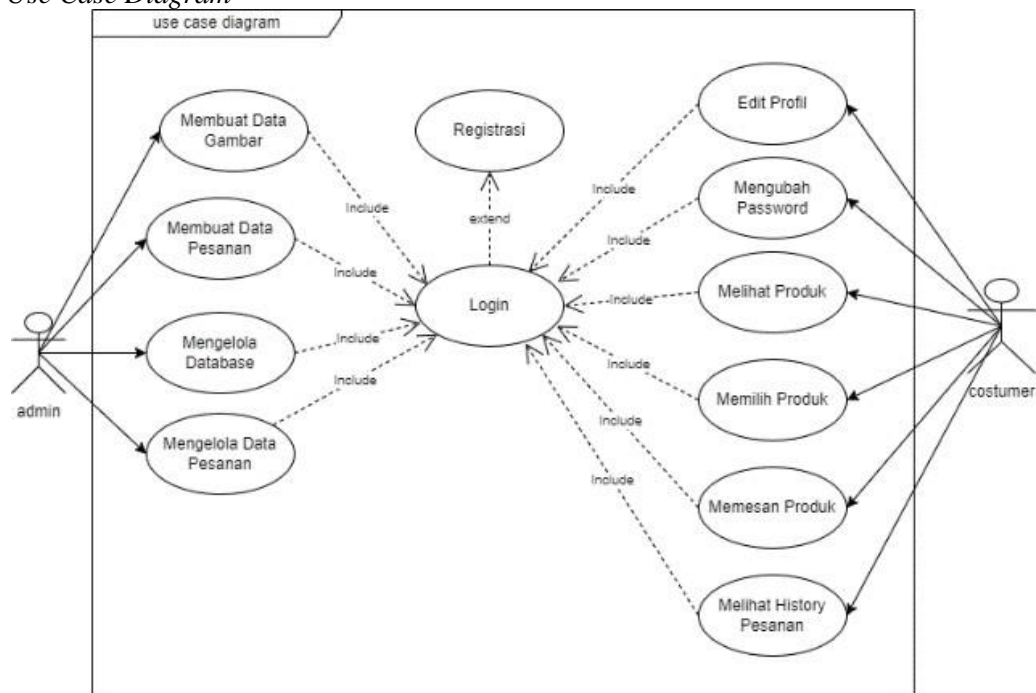 Use Case Diagram
use case diagram
Membuat Data
Gambar
Registrasi
Edit Profil
Include
Include
extend
Mengubah
Password
Include
Membuat Data
Pesanan
Include
Login
Include
Melihat Produk
Mengelola
Database
Include
Include
Include
Memilih Produk
admin
costumer
Mengelola Data
Pesanan
Include
Include
Memesan Produk
Melihat History
Pesanan